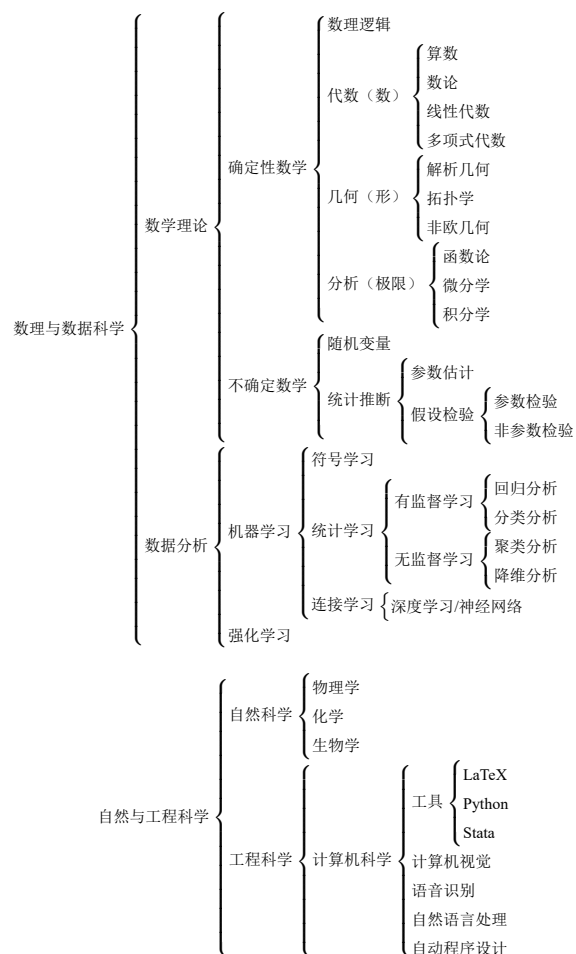 数理与数据科学
数学理论
确定性数学
数理逻辑
代数（数）
算数
数论
线性代数
多项式代数
几何（形）
解析几何
拓扑学
非欧几何
分析（极限）
函数论
微分学
积分学
不确定数学
随机变量
统计推断
参数估计
假设检验
参数检验
非参数检验
数据分析
机器学习
符号学习
统计学习
有监督学习
回归分析
分类分析
无监督学习
聚类分析
降维分析
连接学习
深度学习/神经网络
强化学习
自然与工程科学
自然科学
物理学
化学
生物学
工程科学
计算机科学
工具
LaTeX
Python
Stata
计算机视觉
语音识别
自然语言处理
自动程序设计